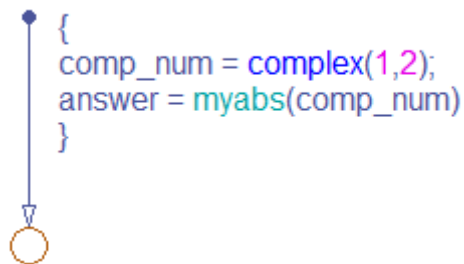 {
comp_num = complex(1,2);
answer = myabs(comp_num)
}